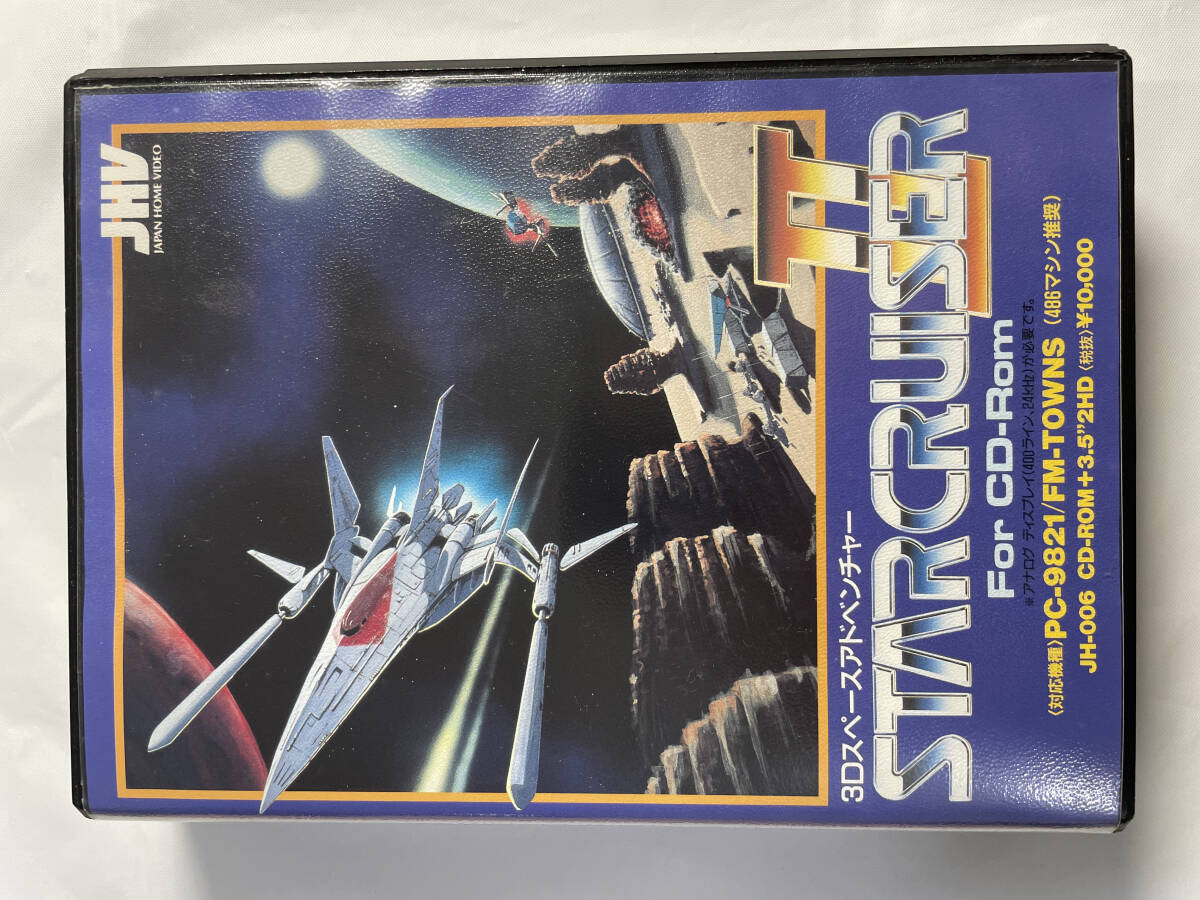 JHV
JAPAN HOME VIDEO
3Dスペースアドベンチャー
STARCRUISER II
For CD-Rom
※アナログ ディスプレイ(400ライン、24kHz)が必要です。
〈対応機種〉PC-9821/FM-TOWNS (486マシン推奨)
JH-006 CD-ROM+3.5"2HD〈税抜〉¥10,000